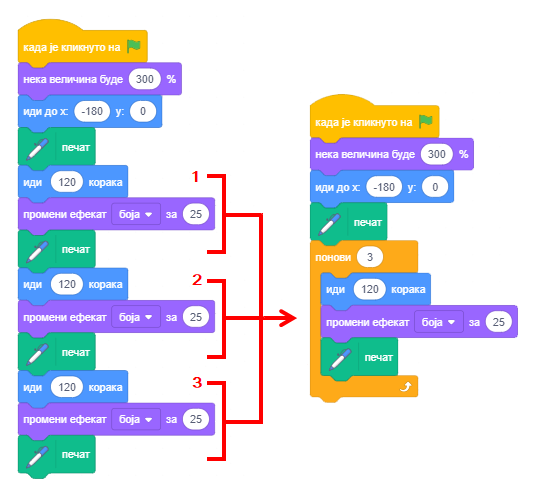 када је кликнуто на
нека величина буде 300 %
иди до x: -180 y: 0
печат
иди 120 корака
1
промени ефекат боја за 25
печат
иди 120 корака
2
промени ефекат боја за 25
печат
иди 120 корака
3
промени ефекат боја за 25
печат
када је кликнуто на
нека величина буде 300 %
иди до x: -180 y: 0
печат
понови 3
иди 120 корака
промени ефекат боја за 25
печат